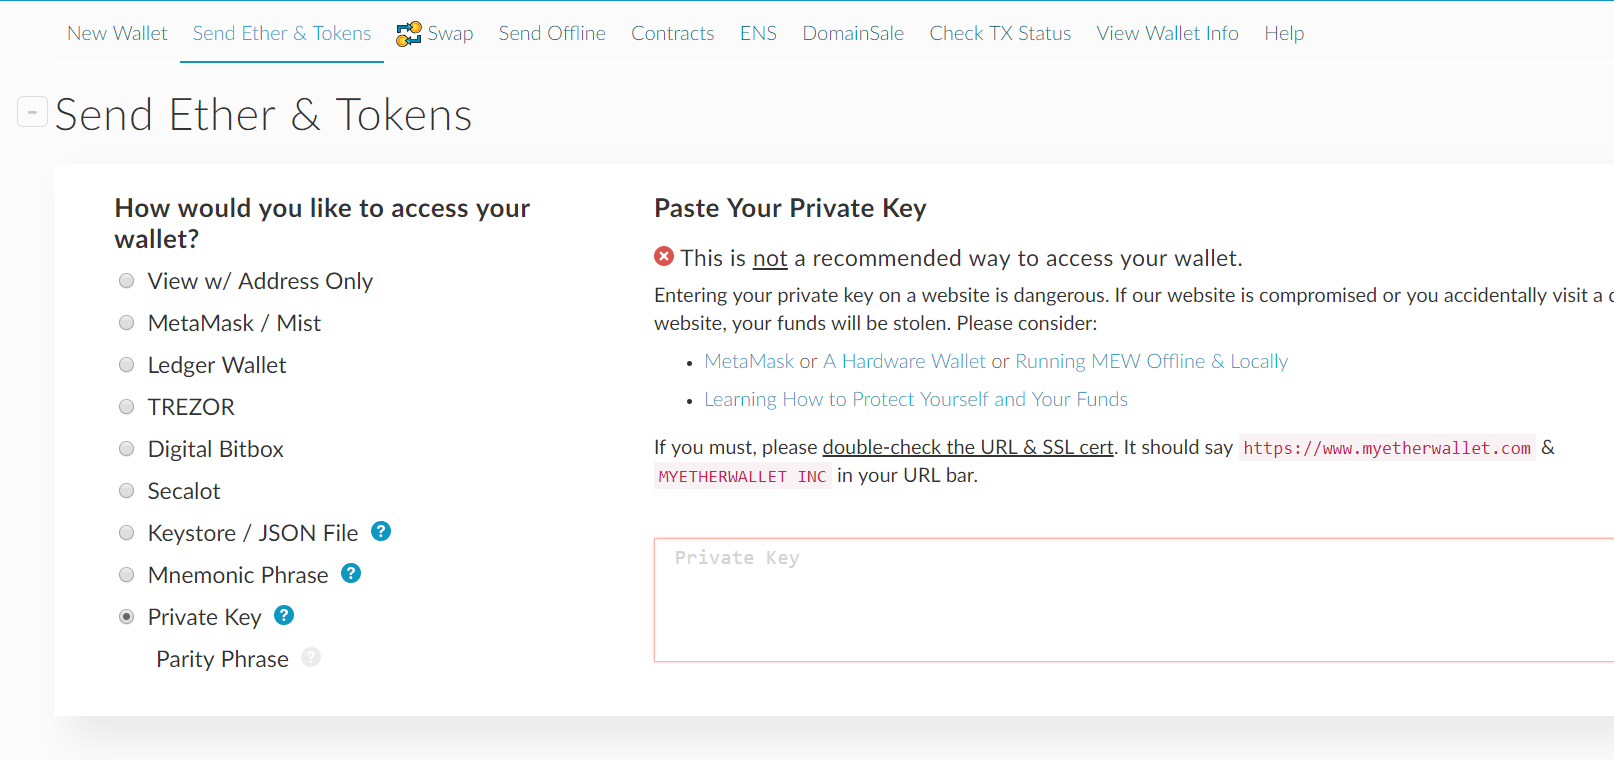 New Wallet Send Ether & Tokens Swap Send Offline Contracts ENS DomainSale Check TX Status View Wallet Info Help
- Send Ether & Tokens
How would you like to access your
wallet?
View w/ Address Only
MetaMask / Mist
Ledger Wallet
TREZOR
Digital Bitbox
Secalot
Keystore / JSON File ?
Mnemonic Phrase ?
Private Key ?
Parity Phrase ?
Paste Your Private Key
This is not a recommended way to access your wallet.
Entering your private key on a website is dangerous. If our website is compromised or you accidentally visit a
website, your funds will be stolen. Please consider:
• MetaMask or A Hardware Wallet or Running MEW Offline & Locally
• Learning How to Protect Yourself and Your Funds
If you must, please double-check the URL & SSL cert. It should say https://www.myetherwallet.com &
MYETHERWALLET INC in your URL bar.
Private Key